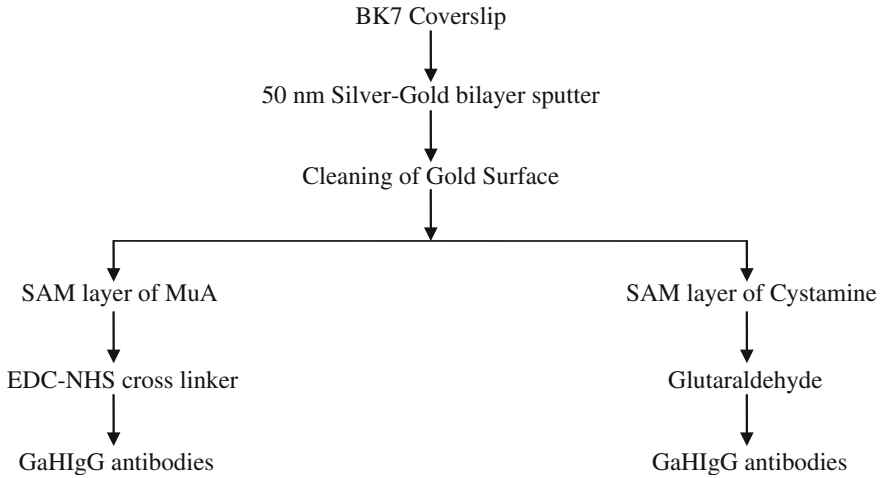 BK7 Coverslip
50 nm Silver-Gold bilayer sputter
Cleaning of Gold Surface
SAM layer of MuA
SAM layer of Cystamine
EDC-NHS cross linker
Glutaraldehyde
GaHIgG antibodies
GaHIgG antibodies